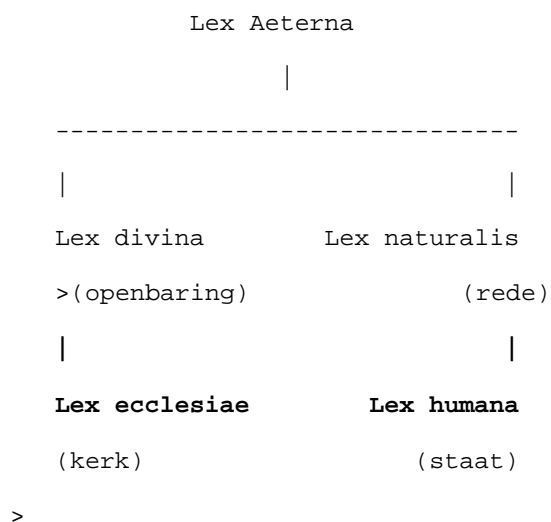 Lex Aeterna
|
-------------------------------
| |
Lex divina Lex naturalis
>(openbaring) (rede)
| |
Lex ecclesiae Lex humana
(kerk) (staat)
>